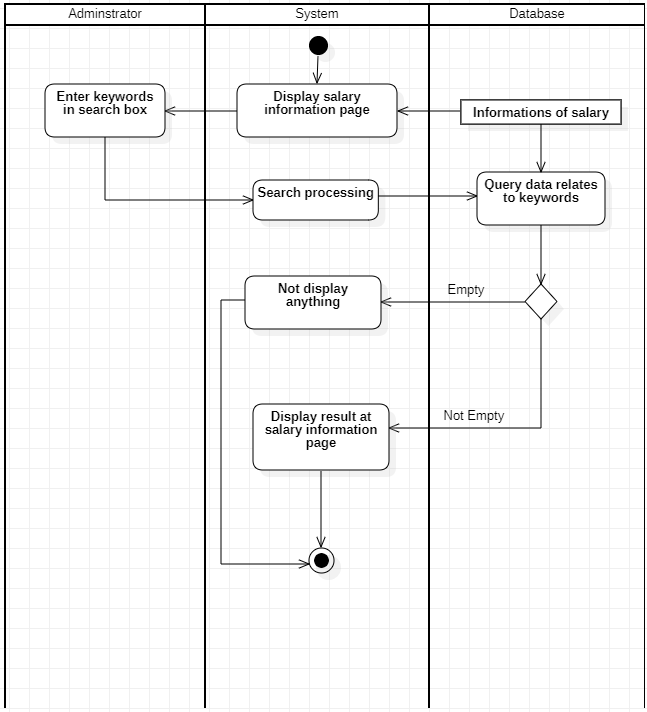 Adminstrator
System
Database
Enter keywords
in search box
Display salary
information page
Informations of salary
Search processing
Query data relates
to keywords
Not display
anything
Empty
Display result at
salary information
page
Not Empty